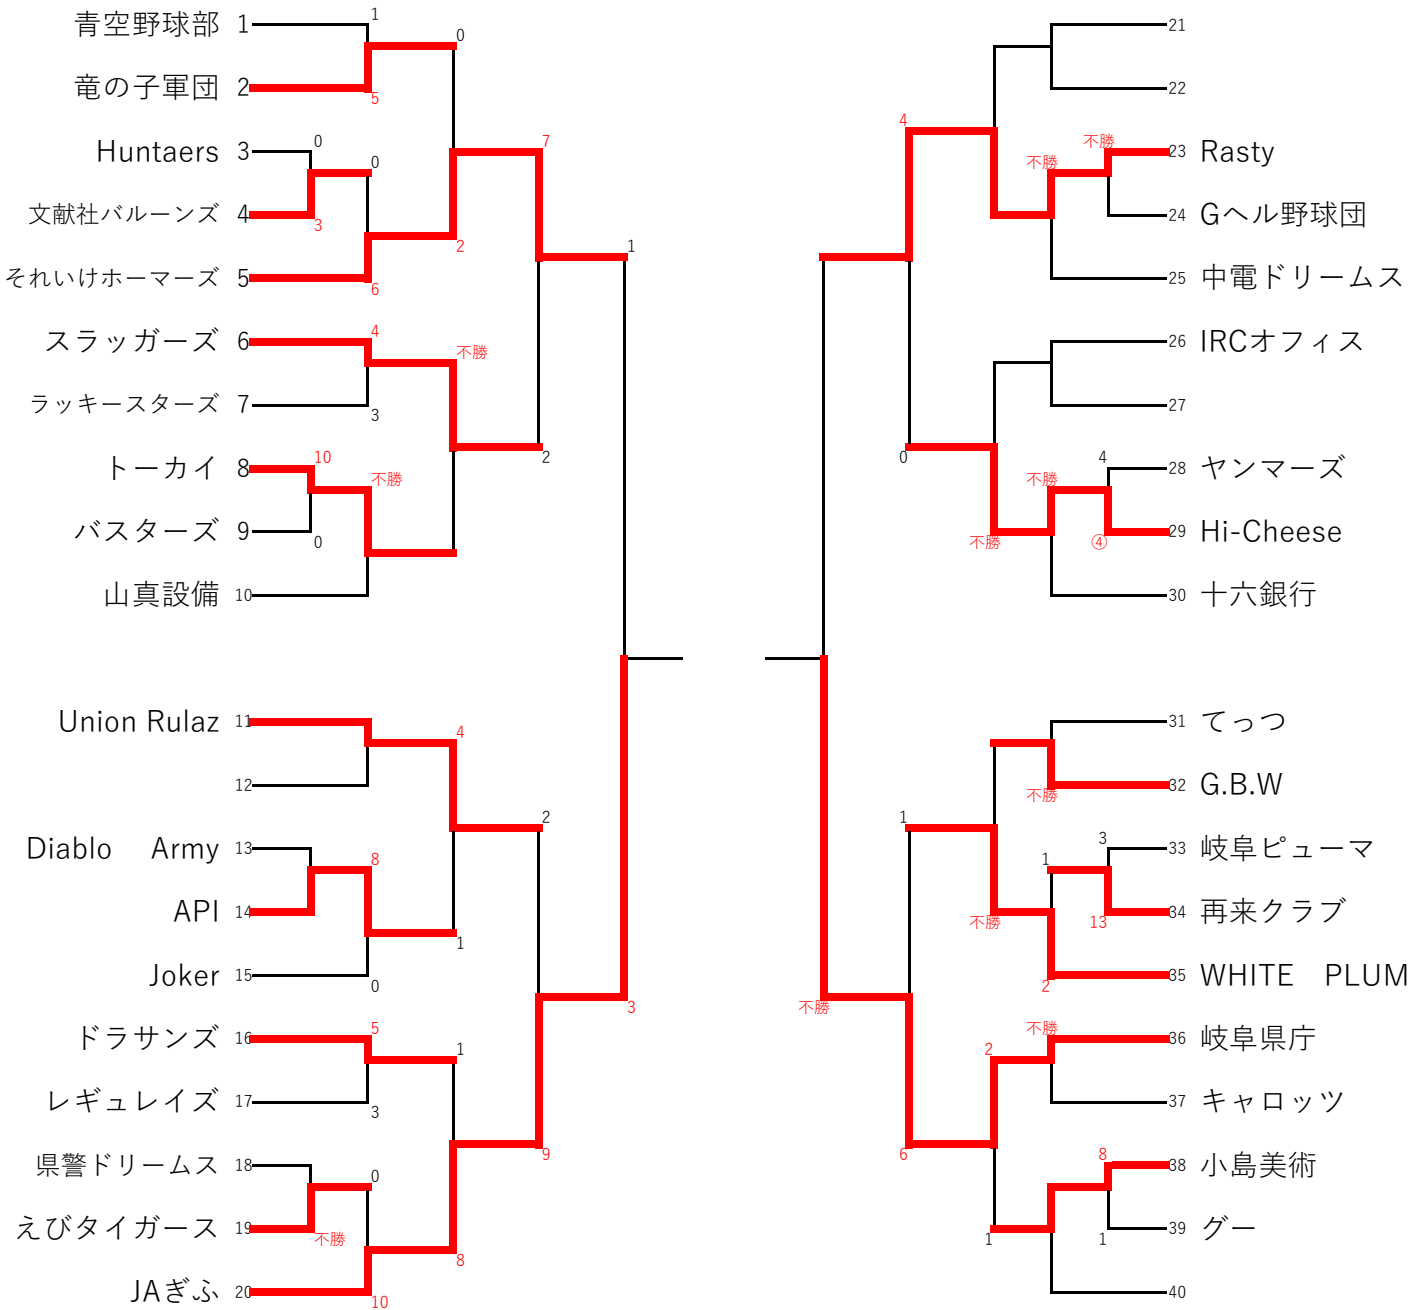 青空野球部 1
1
0
竜の子軍団 2
5
Huntaers 3
0
0
7
文献社バルーンズ 4
3
2
1
それいけホーマーズ 5
6
スラッガーズ 6
4
不勝
ラッキースターズ 7
3
トーカイ 8
10
不勝
2
バスターズ 9
0
山真設備 10
Union Rulaz 11
4
12
2
Diablo　Army 13
8
API 14
1
Joker 15
0
3
ドラサンズ 16
5
1
レギュレイズ 17
3
9
県警ドリームス 18
0
えびタイガース 19
不勝
8
JAぎふ 20
10
21
22
4
不勝
不勝
23 Rasty
24 Gヘル野球団
25 中電ドリームス
26 IRCオフィス
27
0
不勝
4
28 ヤンマーズ
不勝
④
29 Hi-Cheese
30 十六銀行
31 てっつ
不勝
32 G.B.W
1
3
33 岐阜ピューマ
1
不勝
13
34 再来クラブ
2
35 WHITE　PLUM
不勝
不勝
36 岐阜県庁
2
37 キャロッツ
6
8
38 小島美術
1
1
39 グー
40